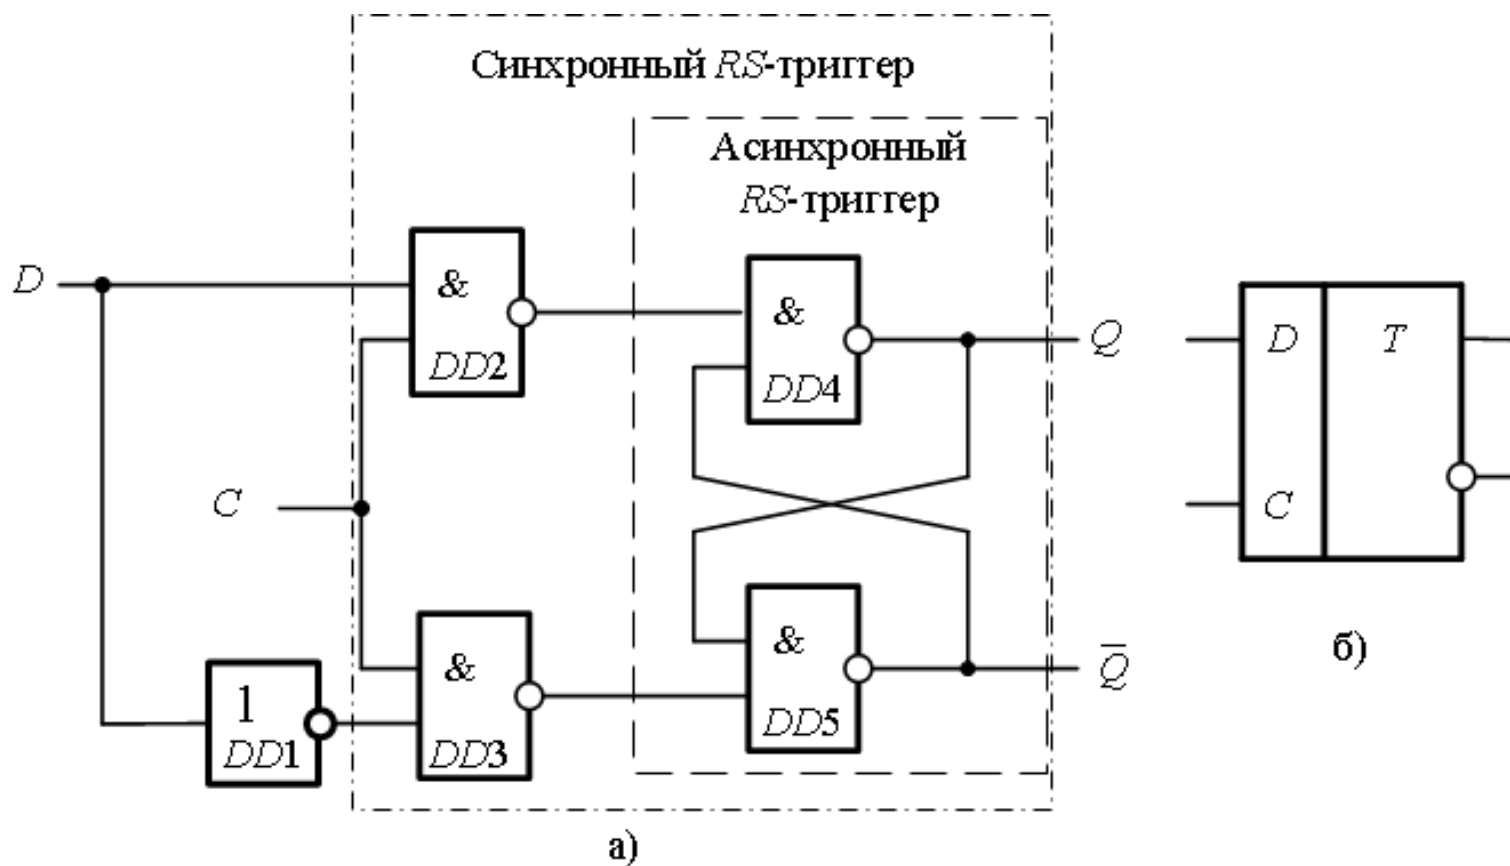 Синхронный RS-триггер
Асинхронный
RS-триггер
D
&
DD2
&
DD4
Q
D
T
C
C
&
DD3
&
DD5
Q̅
1
DD1
а)
б)